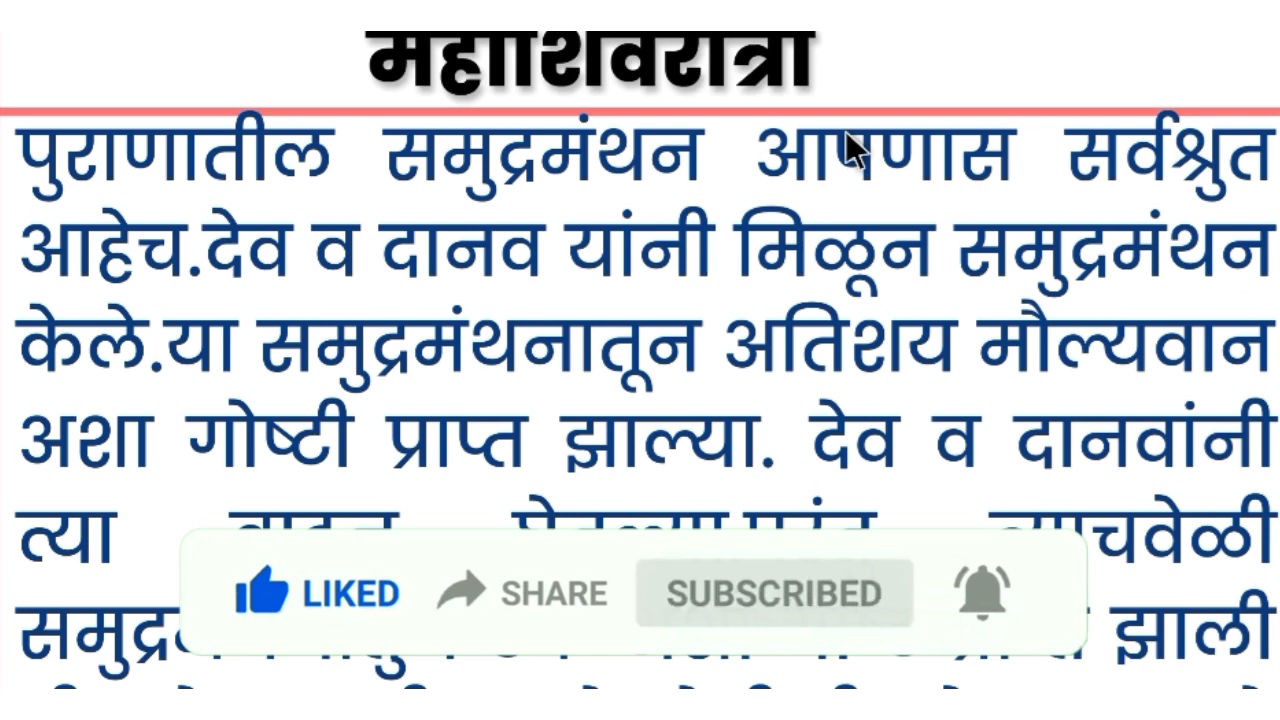 महाशिवरात्री
पुराणातील समुद्रमंथन आपणास सर्वश्रुत
आहेच.देव व दानव यांनी मिळून समुद्रमंथन
केले.या समुद्रमंथनातून अतिशय मौल्यवान
अशा गोष्टी प्राप्त झाल्या. देव व दानवांनी
त्या
LIKED SHARE SUBSCRIBED
झाली